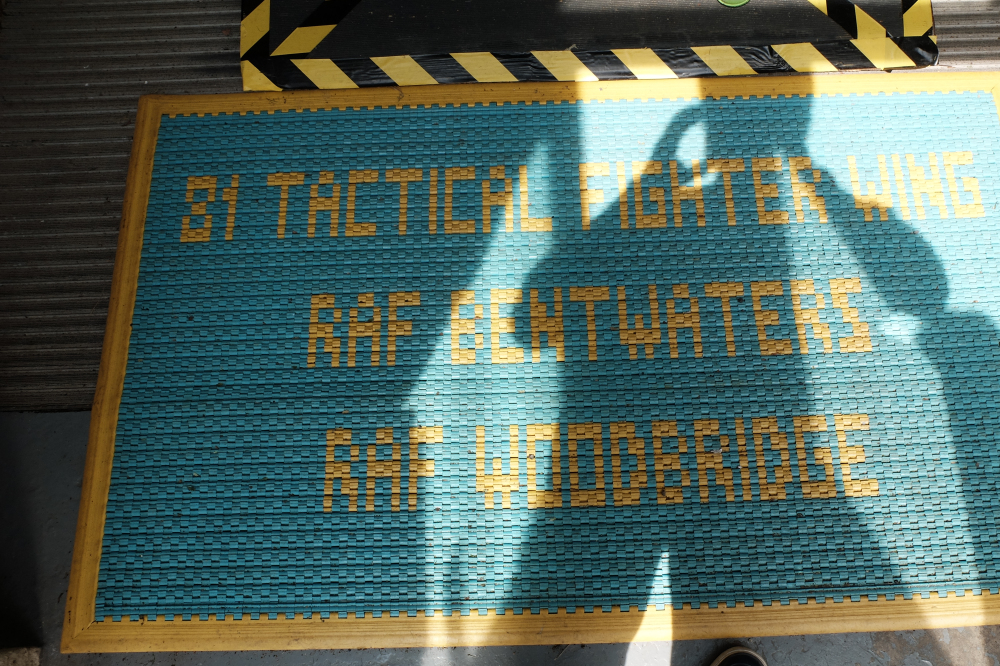 81 TACTICAL FIGHTER WING
RAF BENTWATERS
RAF WOODBRIDGE